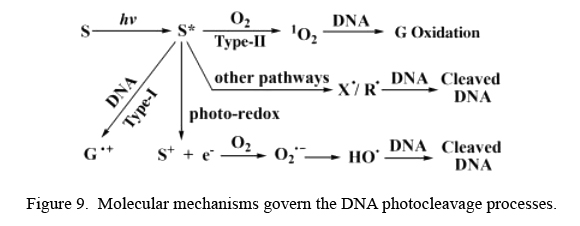 hν O₂ DNA
S S* ¹O₂ G Oxidation
Type-II
other pathways X˙/ R˙ DNA Cleaved
DNA
DNA
Type-I
photo-redox
G˙⁺ S⁺ + e⁻ O₂ O₂˙⁻ HO˙ DNA Cleaved
DNA
Figure 9. Molecular mechanisms govern the DNA photocleavage processes.